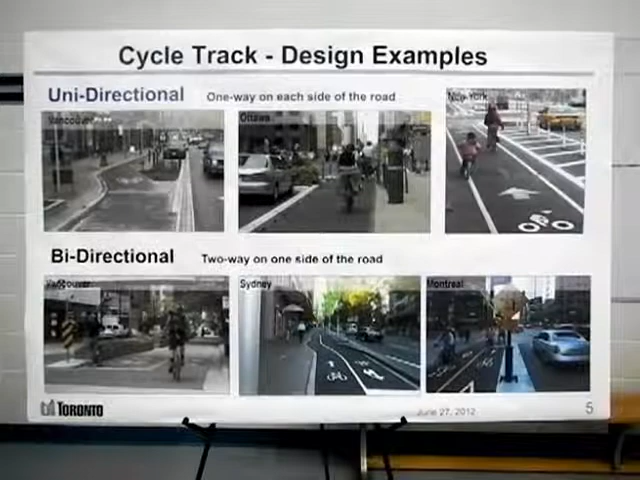 Cycle Track - Design Examples
Uni-Directional One-way on each side of the road
Vancouver
Ottawa
New York
Bi-Directional Two-way on one side of the road
Vancouver
Sydney
Montreal
TORONTO
June 27, 2012
5